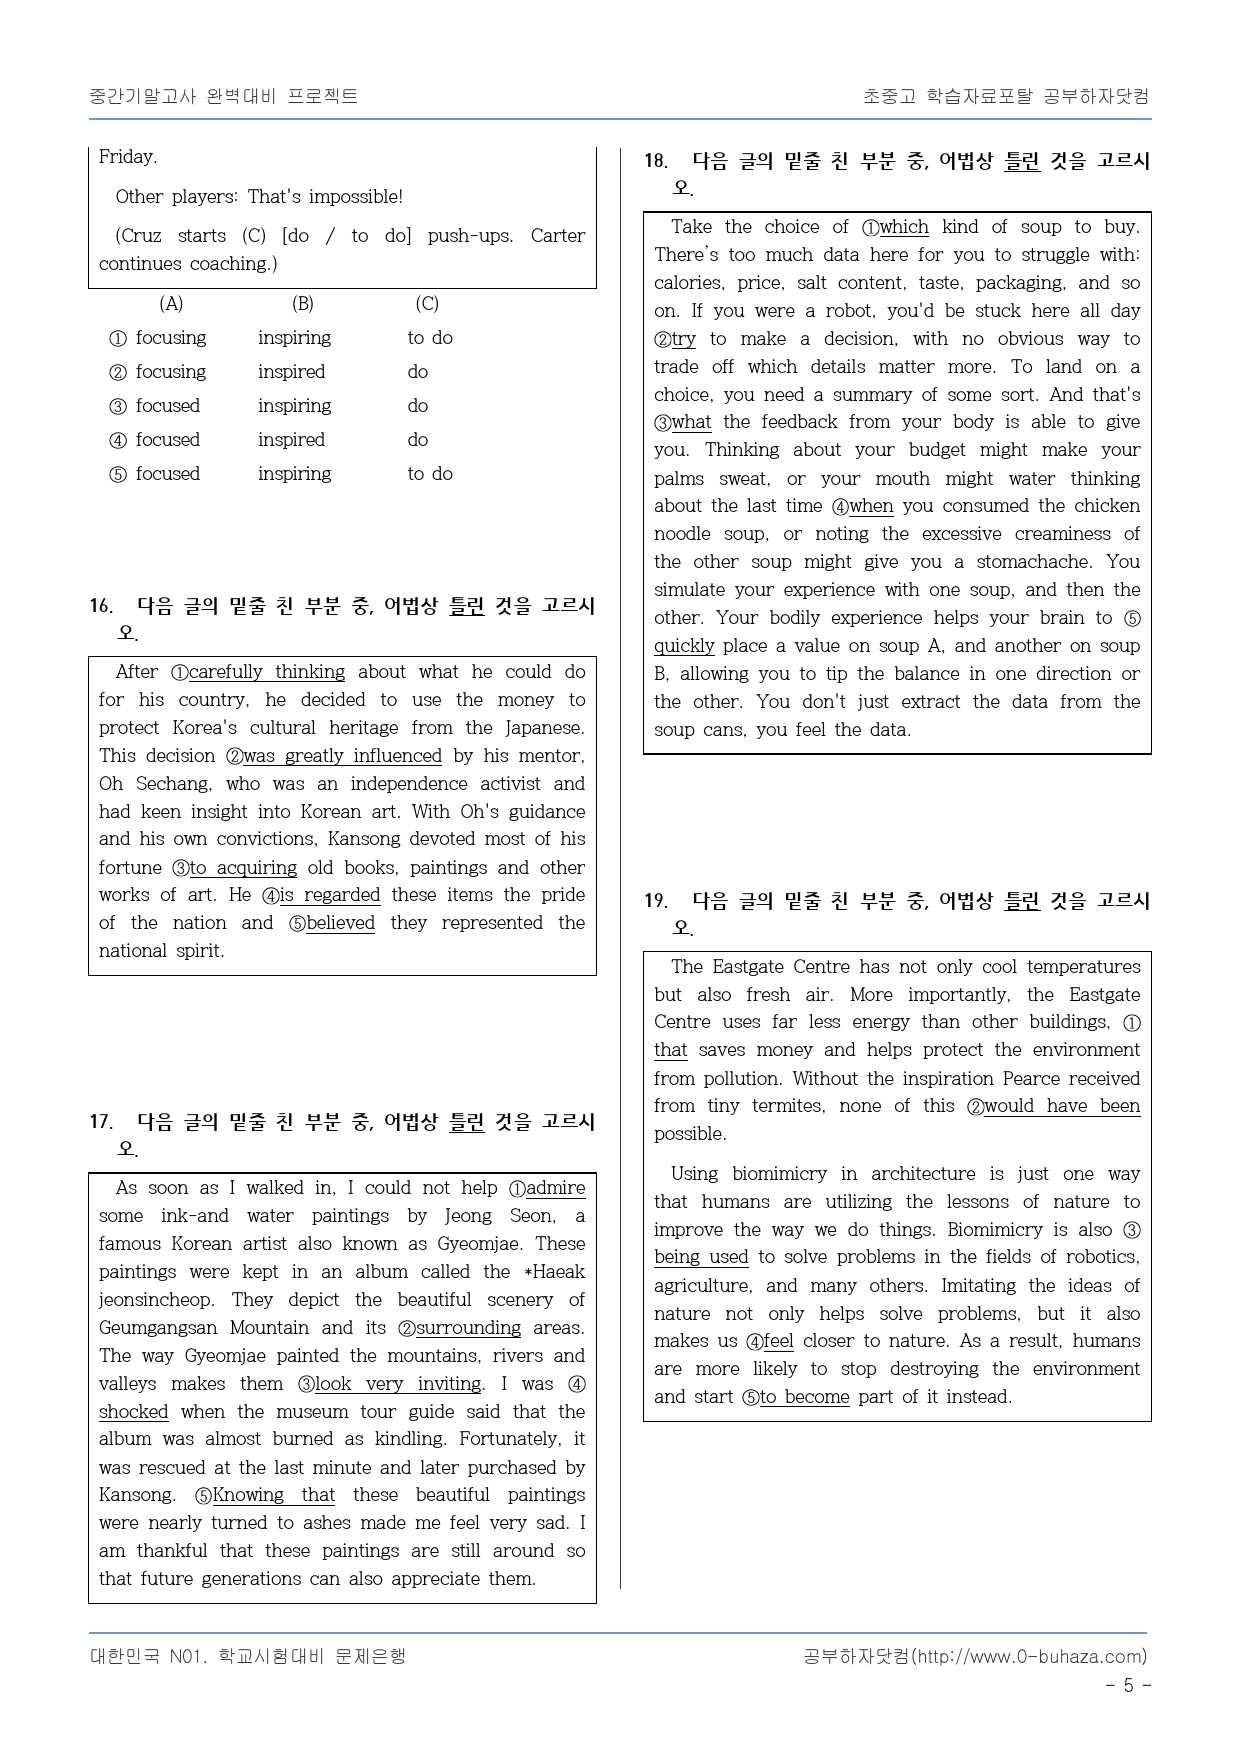 중간기말고사 완벽대비 프로젝트
초중고 학습자료포탈 공부하자닷컴
Friday.
Other players: That's impossible!
(Cruz starts (C) [do / to do] push-ups. Carter
continues coaching.)
(A) (B) (C)
① focusing inspiring to do
② focusing inspired do
③ focused inspiring do
④ focused inspired do
⑤ focused inspiring to do
16. 다음 글의 밑줄 친 부분 중, 어법상 틀린 것을 고르시
오.
After ①carefully thinking about what he could do
for his country, he decided to use the money to
protect Korea's cultural heritage from the Japanese.
This decision ②was greatly influenced by his mentor,
Oh Sechang, who was an independence activist and
had keen insight into Korean art. With Oh's guidance
and his own convictions, Kansong devoted most of his
fortune ③to acquiring old books, paintings and other
works of art. He ④is regarded these items the pride
of the nation and ⑤believed they represented the
national spirit.
17. 다음 글의 밑줄 친 부분 중, 어법상 틀린 것을 고르시
오.
As soon as I walked in, I could not help ①admire
some ink-and water paintings by Jeong Seon, a
famous Korean artist also known as Gyeomjae. These
paintings were kept in an album called the *Haeak
jeonsincheop. They depict the beautiful scenery of
Geumgangsan Mountain and its ②surrounding areas.
The way Gyeomjae painted the mountains, rivers and
valleys makes them ③look very inviting. I was ④
shocked when the museum tour guide said that the
album was almost burned as kindling. Fortunately, it
was rescued at the last minute and later purchased by
Kansong. ⑤Knowing that these beautiful paintings
were nearly turned to ashes made me feel very sad. I
am thankful that these paintings are still around so
that future generations can also appreciate them.
18. 다음 글의 밑줄 친 부분 중, 어법상 틀린 것을 고르시
오.
Take the choice of ①which kind of soup to buy.
There's too much data here for you to struggle with:
calories, price, salt content, taste, packaging, and so
on. If you were a robot, you'd be stuck here all day
②try to make a decision, with no obvious way to
trade off which details matter more. To land on a
choice, you need a summary of some sort. And that's
③what the feedback from your body is able to give
you. Thinking about your budget might make your
palms sweat, or your mouth might water thinking
about the last time ④when you consumed the chicken
noodle soup, or noting the excessive creaminess of
the other soup might give you a stomachache. You
simulate your experience with one soup, and then the
other. Your bodily experience helps your brain to ⑤
quickly place a value on soup A, and another on soup
B, allowing you to tip the balance in one direction or
the other. You don't just extract the data from the
soup cans, you feel the data.
19. 다음 글의 밑줄 친 부분 중, 어법상 틀린 것을 고르시
오.
The Eastgate Centre has not only cool temperatures
but also fresh air. More importantly, the Eastgate
Centre uses far less energy than other buildings, ①
that saves money and helps protect the environment
from pollution. Without the inspiration Pearce received
from tiny termites, none of this ②would have been
possible.
Using biomimicry in architecture is just one way
that humans are utilizing the lessons of nature to
improve the way we do things. Biomimicry is also ③
being used to solve problems in the fields of robotics,
agriculture, and many others. Imitating the ideas of
nature not only helps solve problems, but it also
makes us ④feel closer to nature. As a result, humans
are more likely to stop destroying the environment
and start ⑤to become part of it instead.
대한민국 N01. 학교시험대비 문제은행
공부하자닷컴(http://www.0-buhaza.com)
- 5 -